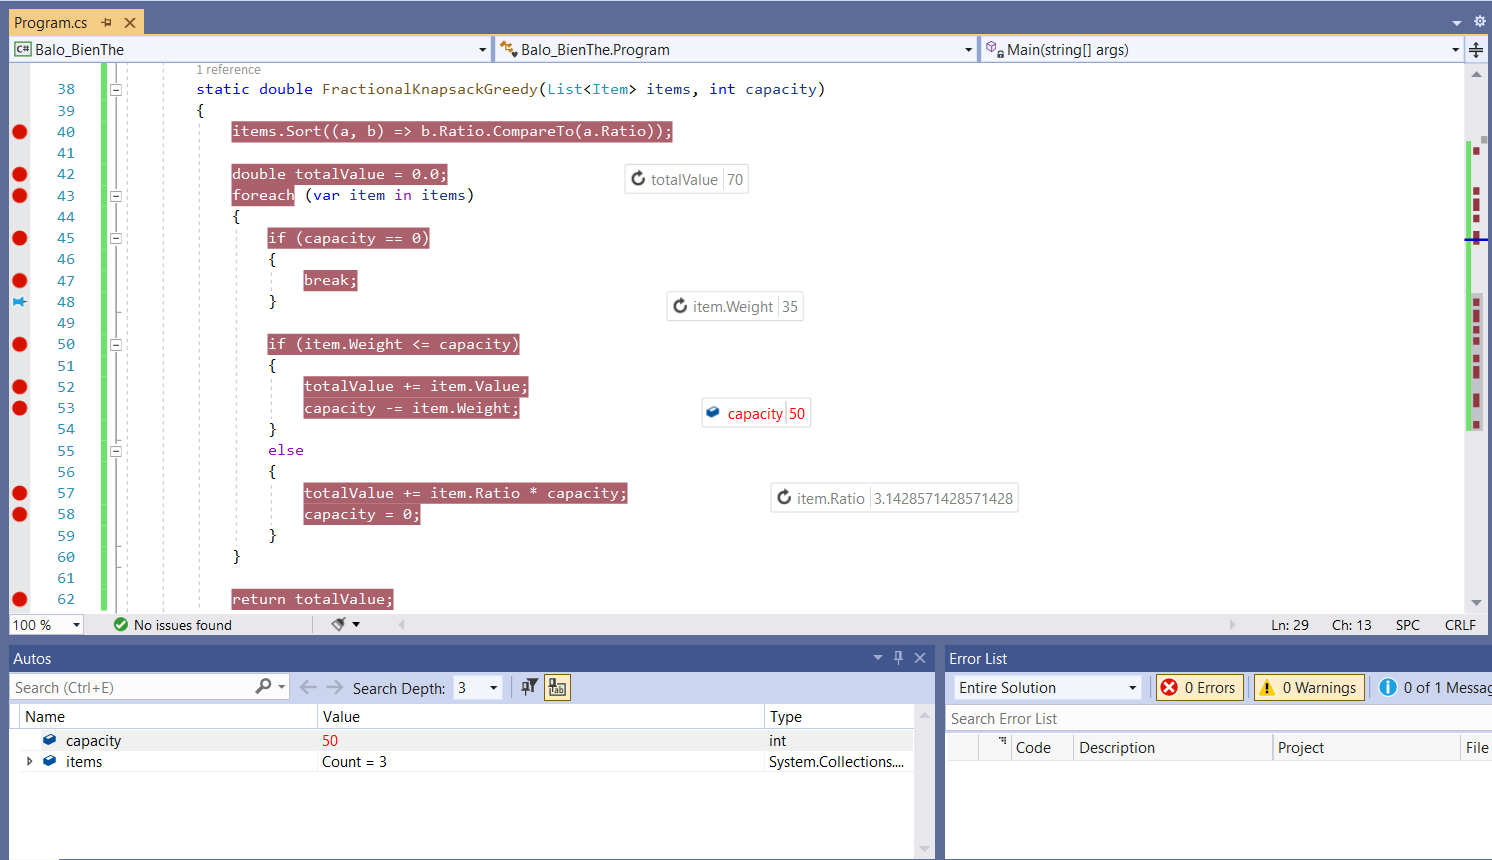 Program.cs
C# Balo_BienThe
Balo_BienThe.Program
Main(string[] args)
1 reference
38 static double FractionalKnapsackGreedy(List<Item> items, int capacity)
39 {
40 items.Sort((a, b) => b.Ratio.CompareTo(a.Ratio));
41
42 double totalValue = 0.0; totalValue 70
43 foreach (var item in items)
44 {
45 if (capacity == 0)
46 {
47 break;
48 } item.Weight 35
49
50 if (item.Weight <= capacity)
51 {
52 totalValue += item.Value;
53 capacity -= item.Weight; capacity 50
54 }
55 else
56 {
57 totalValue += item.Ratio * capacity; item.Ratio 3.1428571428571428
58 capacity = 0;
59 }
60 }
61
62 return totalValue;
100 % No issues found Ln: 29 Ch: 13 SPC CRLF
Autos
Search (Ctrl+E) Search Depth: 3
Name Value Type
capacity 50 int
items Count = 3 System.Collections....
Error List
Entire Solution 0 Errors 0 Warnings 0 of 1 Messag
Search Error List
Code Description Project File